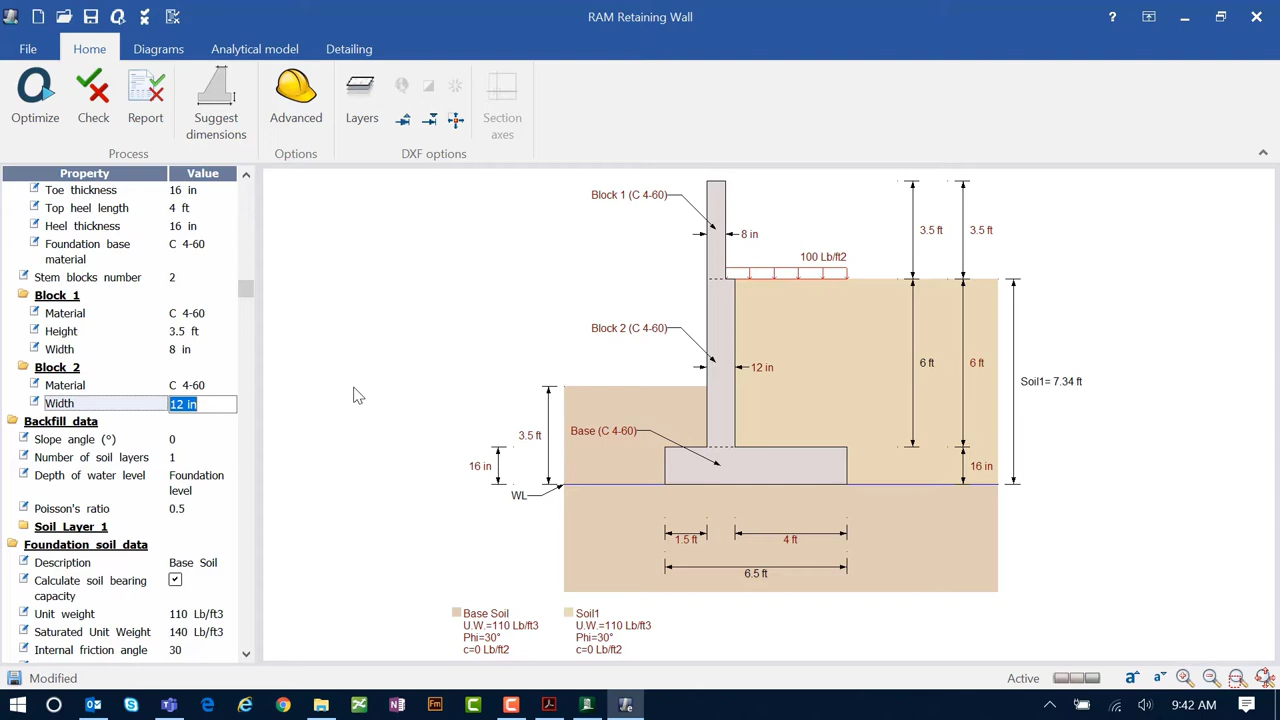 RAM Retaining Wall
?
File
Home
Diagrams
Analytical model
Detailing
Optimize
Check
Report
Suggest
dimensions
Advanced
Layers
Section
axes
Process
Options
DXF options
Property
Value
Toe thickness
16 in
Top heel length
4 ft
Heel thickness
16 in
Foundation base
material
C 4-60
Stem blocks number
2
Block 1
Material
C 4-60
Height
3.5 ft
Width
8 in
Block 2
Material
C 4-60
Width
12 in
Backfill data
Slope angle (º)
0
Number of soil layers
1
Depth of water level
Foundation
level
Poisson's ratio
0.5
Soil Layer 1
Foundation soil data
Description
Base Soil
Calculate soil bearing
capacity
Unit weight
110 Lb/ft3
Saturated Unit Weight
140 Lb/ft3
Internal friction angle
30
Block 1 (C 4-60)
8 in
3.5 ft
3.5 ft
100 Lb/ft2
Block 2 (C 4-60)
12 in
6 ft
6 ft
Soil1= 7.34 ft
3.5 ft
Base (C 4-60)
16 in
16 in
WL
1.5 ft
4 ft
6.5 ft
Base Soil
U.W.=110 Lb/ft3
Phi=30°
c=0 Lb/ft2
Soil1
U.W.=110 Lb/ft3
Phi=30°
c=0 Lb/ft2
Modified
Active
9:42 AM